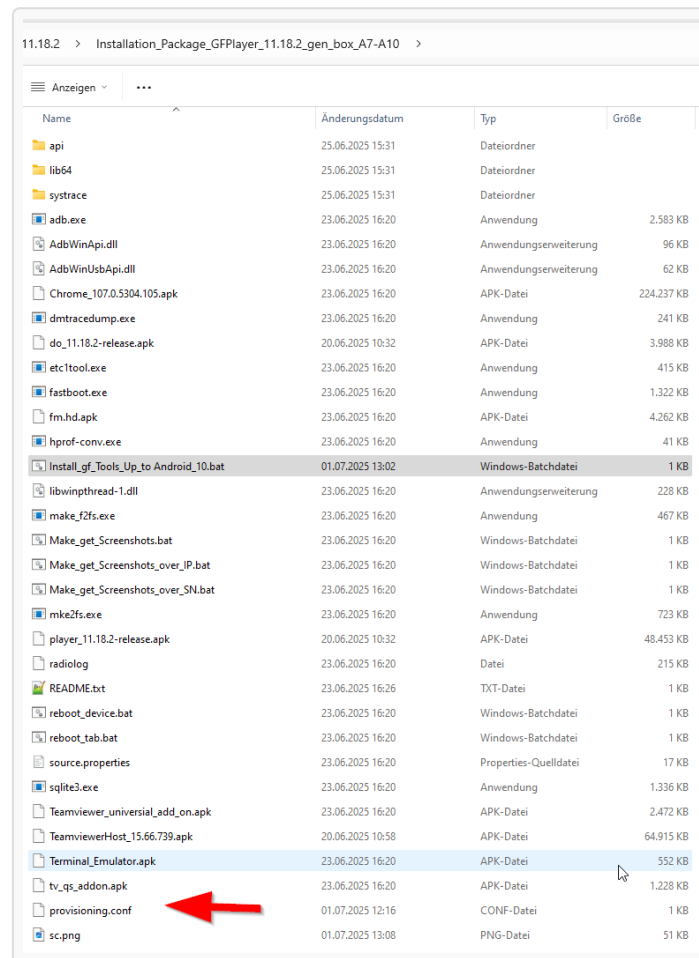 11.18.2 > Installation_Package_GFPlayer_11.18.2_gen_box_A7-A10 >
Anzeigen ...
Name Änderungsdatum Typ Größe
api 25.06.2025 15:31 Dateiordner
lib64 25.06.2025 15:31 Dateiordner
systrace 25.06.2025 15:31 Dateiordner
adb.exe 23.06.2025 16:20 Anwendung 2.583 KB
AdbWinApi.dll 23.06.2025 16:20 Anwendungserweiterung 96 KB
AdbWinUsbApi.dll 23.06.2025 16:20 Anwendungserweiterung 62 KB
Chrome_107.0.5304.105.apk 23.06.2025 16:20 APK-Datei 224.237 KB
dmtracedump.exe 23.06.2025 16:20 Anwendung 241 KB
do_11.18.2-release.apk 20.06.2025 10:32 APK-Datei 3.988 KB
etc1tool.exe 23.06.2025 16:20 Anwendung 415 KB
fastboot.exe 23.06.2025 16:20 Anwendung 1.322 KB
fm.hd.apk 23.06.2025 16:20 APK-Datei 4.262 KB
hprof-conv.exe 23.06.2025 16:20 Anwendung 41 KB
Install_gf_Tools_Up_to Android_10.bat 01.07.2025 13:02 Windows-Batchdatei 1 KB
libwinpthread-1.dll 23.06.2025 16:20 Anwendungserweiterung 228 KB
make_f2fs.exe 23.06.2025 16:20 Anwendung 467 KB
Make_get_Screenshots.bat 23.06.2025 16:20 Windows-Batchdatei 1 KB
Make_get_Screenshots_over_IP.bat 23.06.2025 16:20 Windows-Batchdatei 1 KB
Make_get_Screenshots_over_SN.bat 23.06.2025 16:20 Windows-Batchdatei 1 KB
mke2fs.exe 23.06.2025 16:20 Anwendung 723 KB
player_11.18.2-release.apk 20.06.2025 10:32 APK-Datei 48.453 KB
radiolog 23.06.2025 16:20 Datei 215 KB
README.txt 23.06.2025 16:26 TXT-Datei 1 KB
reboot_device.bat 23.06.2025 16:20 Windows-Batchdatei 1 KB
reboot_tab.bat 23.06.2025 16:20 Windows-Batchdatei 1 KB
source.properties 23.06.2025 16:20 Properties-Quelldatei 17 KB
sqlite3.exe 23.06.2025 16:20 Anwendung 1.336 KB
Teamviewer_universial_add_on.apk 23.06.2025 16:20 APK-Datei 2.472 KB
TeamviewerHost_15.66.739.apk 20.06.2025 10:58 APK-Datei 64.915 KB
Terminal_Emulator.apk 23.06.2025 16:20 APK-Datei 552 KB
tv_qs_addon.apk 23.06.2025 16:20 APK-Datei 1.228 KB
provisioning.conf 01.07.2025 12:16 CONF-Datei 1 KB
sc.png 01.07.2025 13:08 PNG-Datei 51 KB